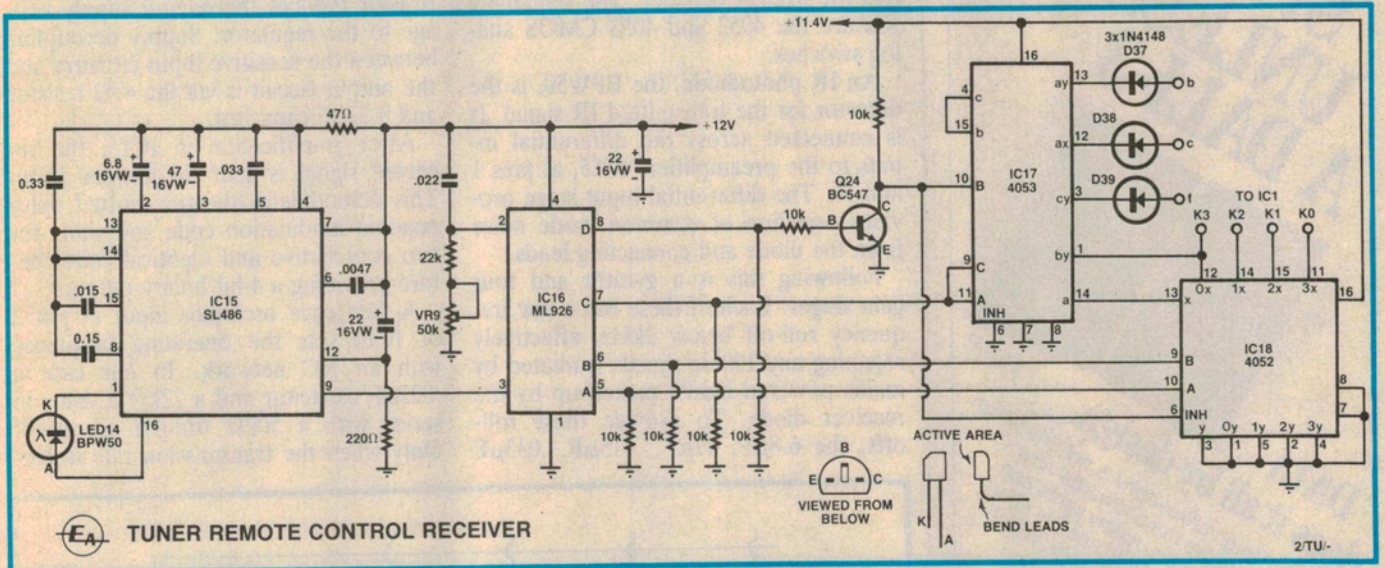 log switches.
+11.4V
3x1N4148
D37
16
4
c
15
b
ay
13
b
D38
ax
12
c
D39
IC17
4053
10
B
cy
3
f
K3
TO IC1
K2
K1
K0
by
1
9
C
11
A
INH
a
14
6
7
8
10k
Q24
BC547
B
C
E
10k
47Ω
+12V
22
16VW
+
0.33
6.8
16VW
+
−
47
16VW
+
−
.033
2
3
5
4
13
14
7
6
.0047
22
16VW
+
.015
15
IC15
SL486
0.15
8
12
1
16
K
LED14
BPW50
λ
A
220Ω
.022
22k
VR9
50k
2
4
D
8
IC16
ML926
C
7
B
6
A
5
3
1
10k
10k
10k
10k
12
14
15
11
0x
1x
2x
3x
13
x
16
IC18
4052
9
B
10
A
6
INH
8
7
y
0y
1y
2y
3y
3
1
5
2
4
B
E
C
VIEWED FROM
BELOW
ACTIVE AREA
K
A
BEND LEADS
EA
TUNER REMOTE CONTROL RECEIVER
2/TU/-